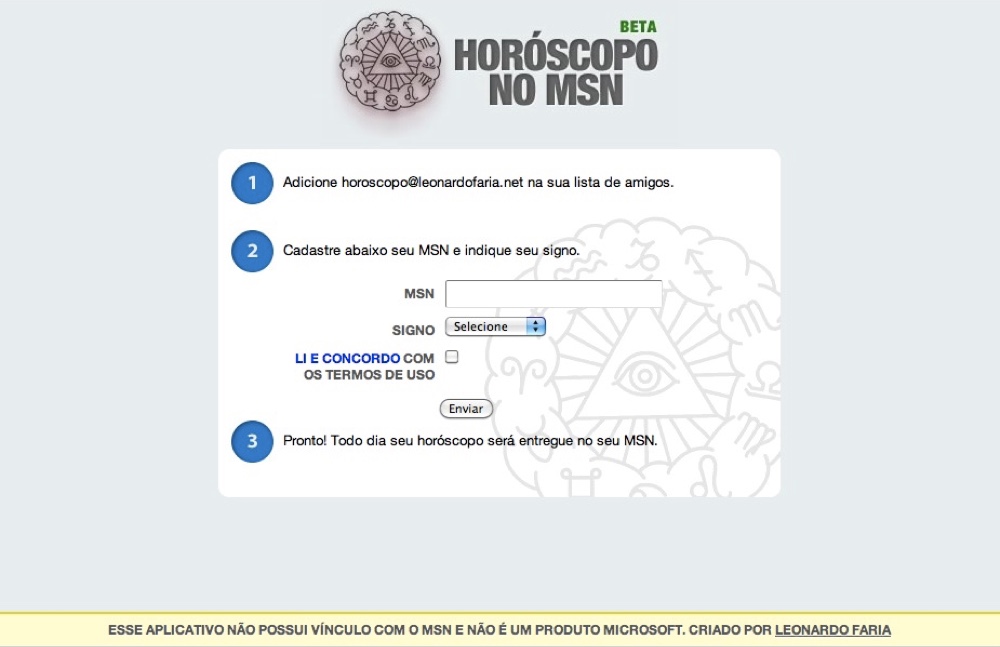 BETA
HORÓSCOPO
NO MSN
1
Adicione horoscopo@leonardofaria.net na sua lista de amigos.
2
Cadastre abaixo seu MSN e indique seu signo.
MSN
SIGNO
Selecione
LI E CONCORDO COM
OS TERMOS DE USO
Enviar
3
Pronto! Todo dia seu horóscopo será entregue no seu MSN.
ESSE APLICATIVO NÃO POSSUI VÍNCULO COM O MSN E NÃO É UM PRODUTO MICROSOFT. CRIADO POR LEONARDO FARIA